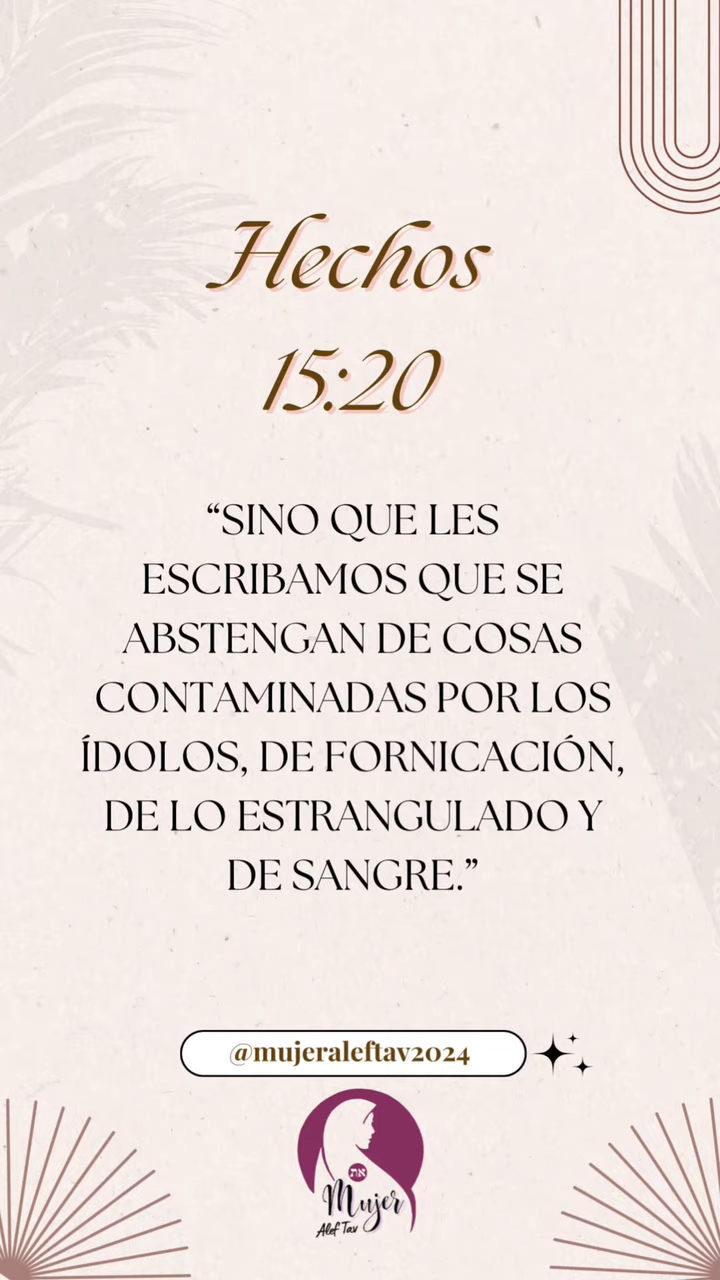 Hechos
15:20
“SINO QUE LES
ESCRIBAMOS QUE SE
ABSTENGAN DE COSAS
CONTAMINADAS POR LOS
ÍDOLOS, DE FORNICACIÓN,
DE LO ESTRANGULADO Y
DE SANGRE.”
@mujeraleftav2024
את
Mujer
Alef Tav